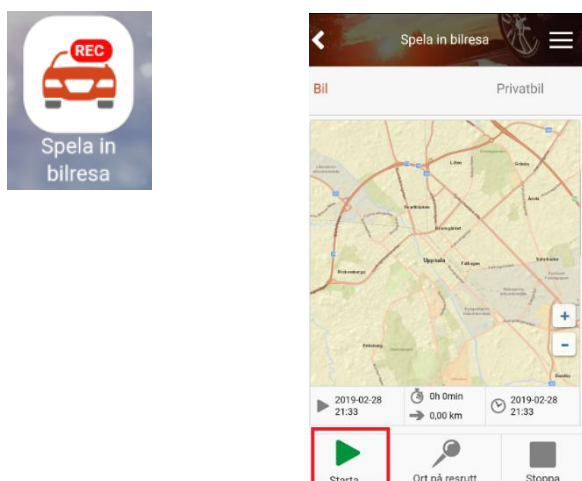 REC
Spela in
bilresa
Spela in bilresa
Bil
Privatbil
Uppsala
+
-
2019-02-28
21:33
0h 0min
0,00 km
2019-02-28
21:33
Starta
Ort på resrutt
Stoppa